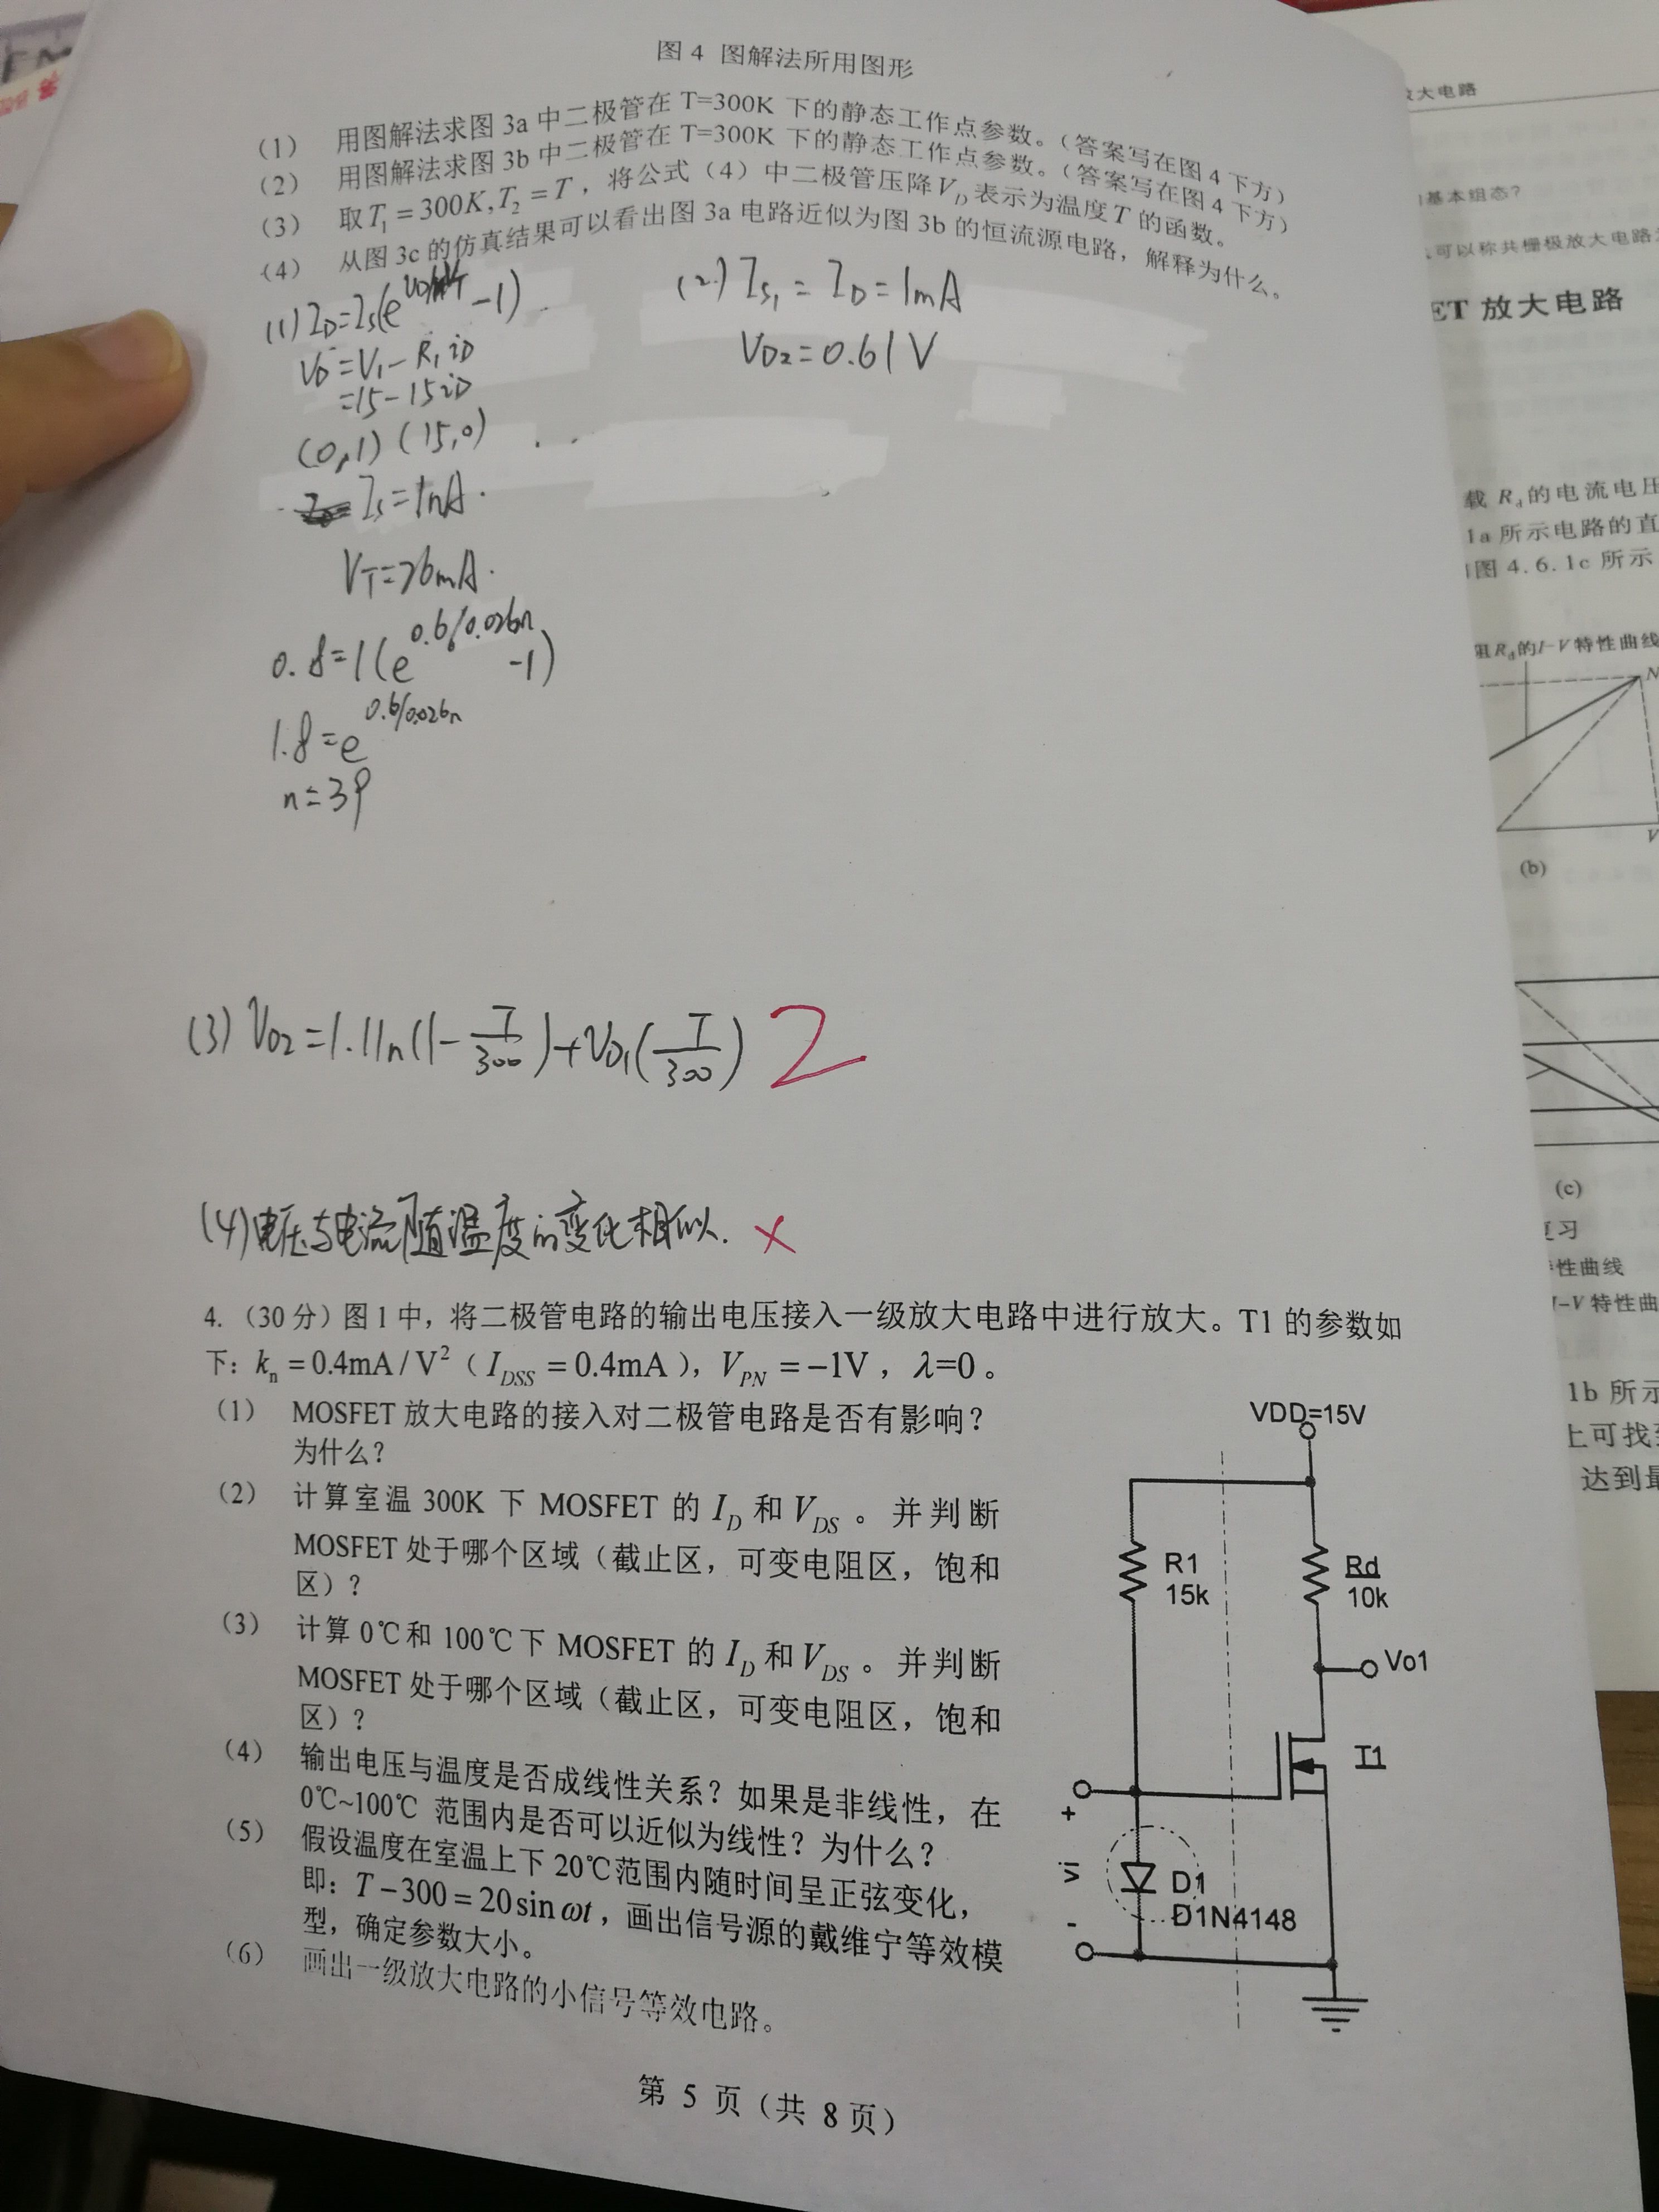 图 4 图解法所用图形
(1) 用图解法求图 3a 中二极管在 T=300K 下的静态工作点参数。(答案写在图 4 下方)
(2) 用图解法求图 3b 中二极管在 T=300K 下的静态工作点参数。(答案写在图 4 下方)
(3) 取 T₁ = 300K, T₂ = T, 将公式（4）中二极管压降 V_D 表示为温度 T 的函数。
(4) 从图 3c 的仿真结果可以看出图 3a 电路近似为图 3b 的恒流源电路，解释为什么。
(1) I_D=I_S(e -1)
V_D=V₁-R₁i_D
=15-15i_D
(0,1) (15,0)
I_S=1nA.
V_T=26mA.
0.8=1(e^{0.6/0.026n} -1)
1.8=e^{0.6/0.026n}
n=39
(2) I_{S1} = I_D = 1mA
V_{D2}=0.61V
(3) V_{D2}=1.11n(1-T/300)+V_{D1}(T/300) 2
(4) 电压与电流随温度的变化相似. ×
4.（30 分）图 1 中，将二极管电路的输出电压接入一级放大电路中进行放大。T1 的参数如
下: k_n = 0.4mA / V² ( I_DSS = 0.4mA ), V_PN = −1V, λ=0。
(1) MOSFET 放大电路的接入对二极管电路是否有影响？
为什么？
(2) 计算室温 300K 下 MOSFET 的 I_D 和 V_DS。并判断
MOSFET 处于哪个区域（截止区，可变电阻区，饱和
区）？
(3) 计算 0℃和 100℃下 MOSFET 的 I_D 和 V_DS。并判断
MOSFET 处于哪个区域（截止区，可变电阻区，饱和
区）？
(4) 输出电压与温度是否成线性关系？如果是非线性，在
0℃~100℃ 范围内是否可以近似为线性？为什么？
(5) 假设温度在室温上下 20℃范围内随时间呈正弦变化，
即：T − 300 = 20 sin ωt，画出信号源的戴维宁等效模
型，确定参数大小。
(6) 画出一级放大电路的小信号等效电路。
VDD=15V
R1
15k
Rd
10k
Vo1
T1
+
vi
-
D1
D1N4148
第 5 页（共 8 页）
放大电路
基本组态?
可以称共栅极放大电路
ET 放大电路
载 R_d 的电流电压
1a 所示电路的直
图 4.6.1c 所示
阻R_d的I-V特性曲线
N
V
(b)
(c)
复习
性曲线
I-V 特性曲
1b 所示
上可找
达到最